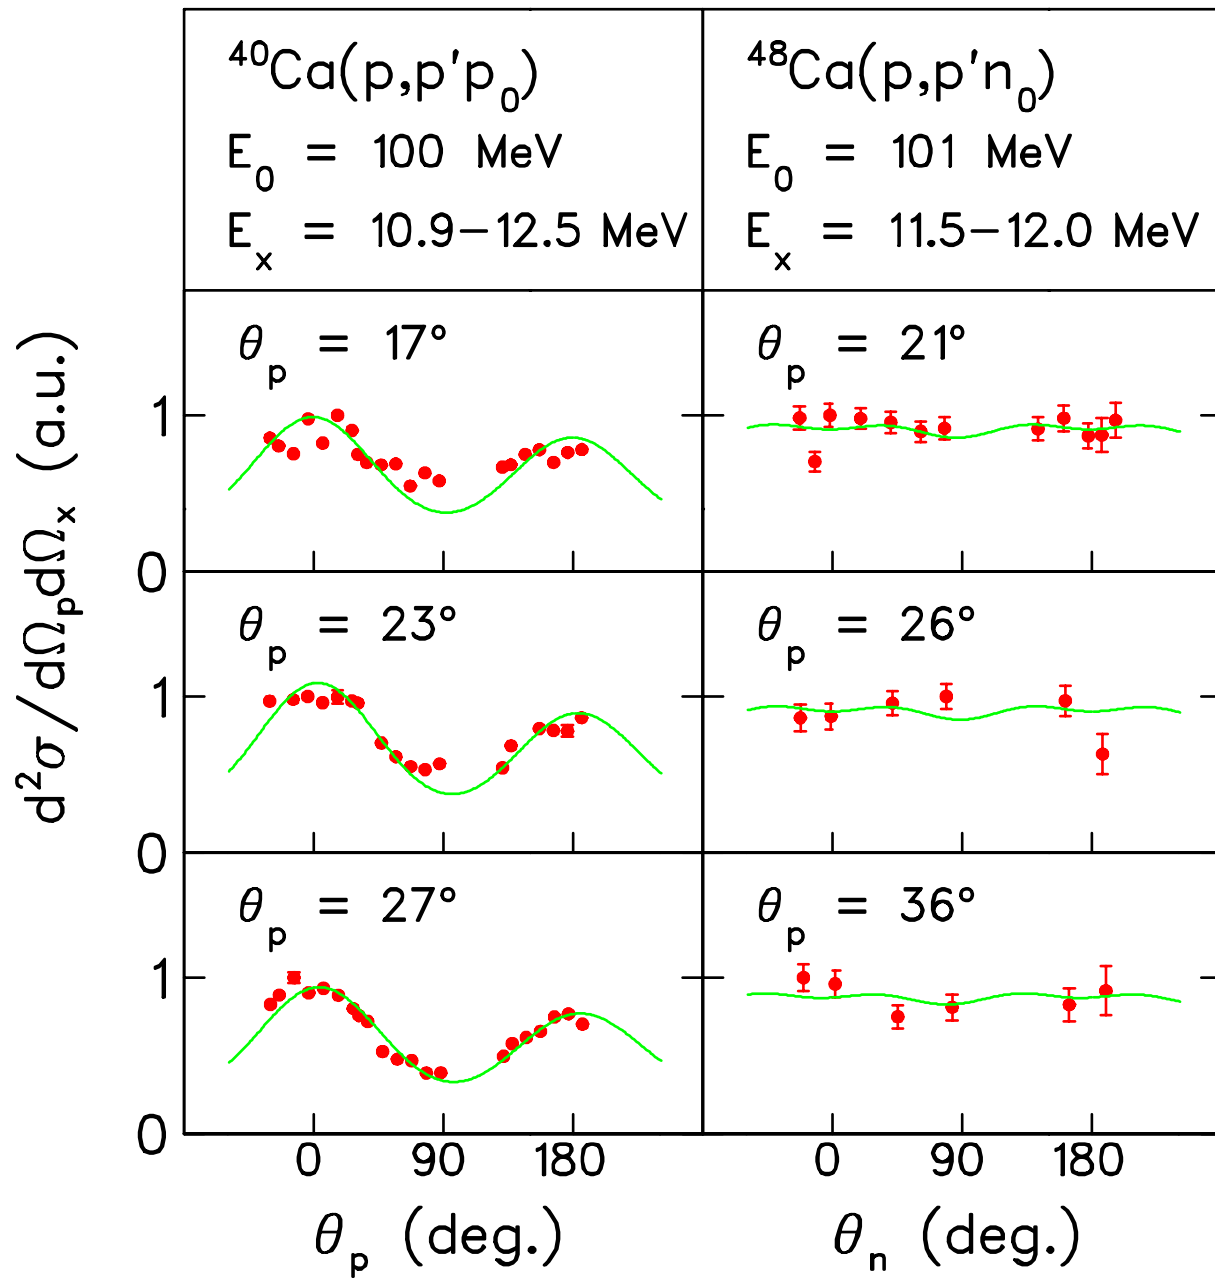 ⁴⁰Ca(p,p'p₀)
E₀ = 100 MeV
Eₓ = 10.9–12.5 MeV
⁴⁸Ca(p,p'n₀)
E₀ = 101 MeV
Eₓ = 11.5–12.0 MeV
d²σ/dΩₚdΩₓ (a.u.)
θₚ = 17°
θₚ = 21°
1
0
θₚ = 23°
θₚ = 26°
1
0
θₚ = 27°
θₚ = 36°
1
0
0 90 180
0 90 180
θₚ (deg.)
θₙ (deg.)